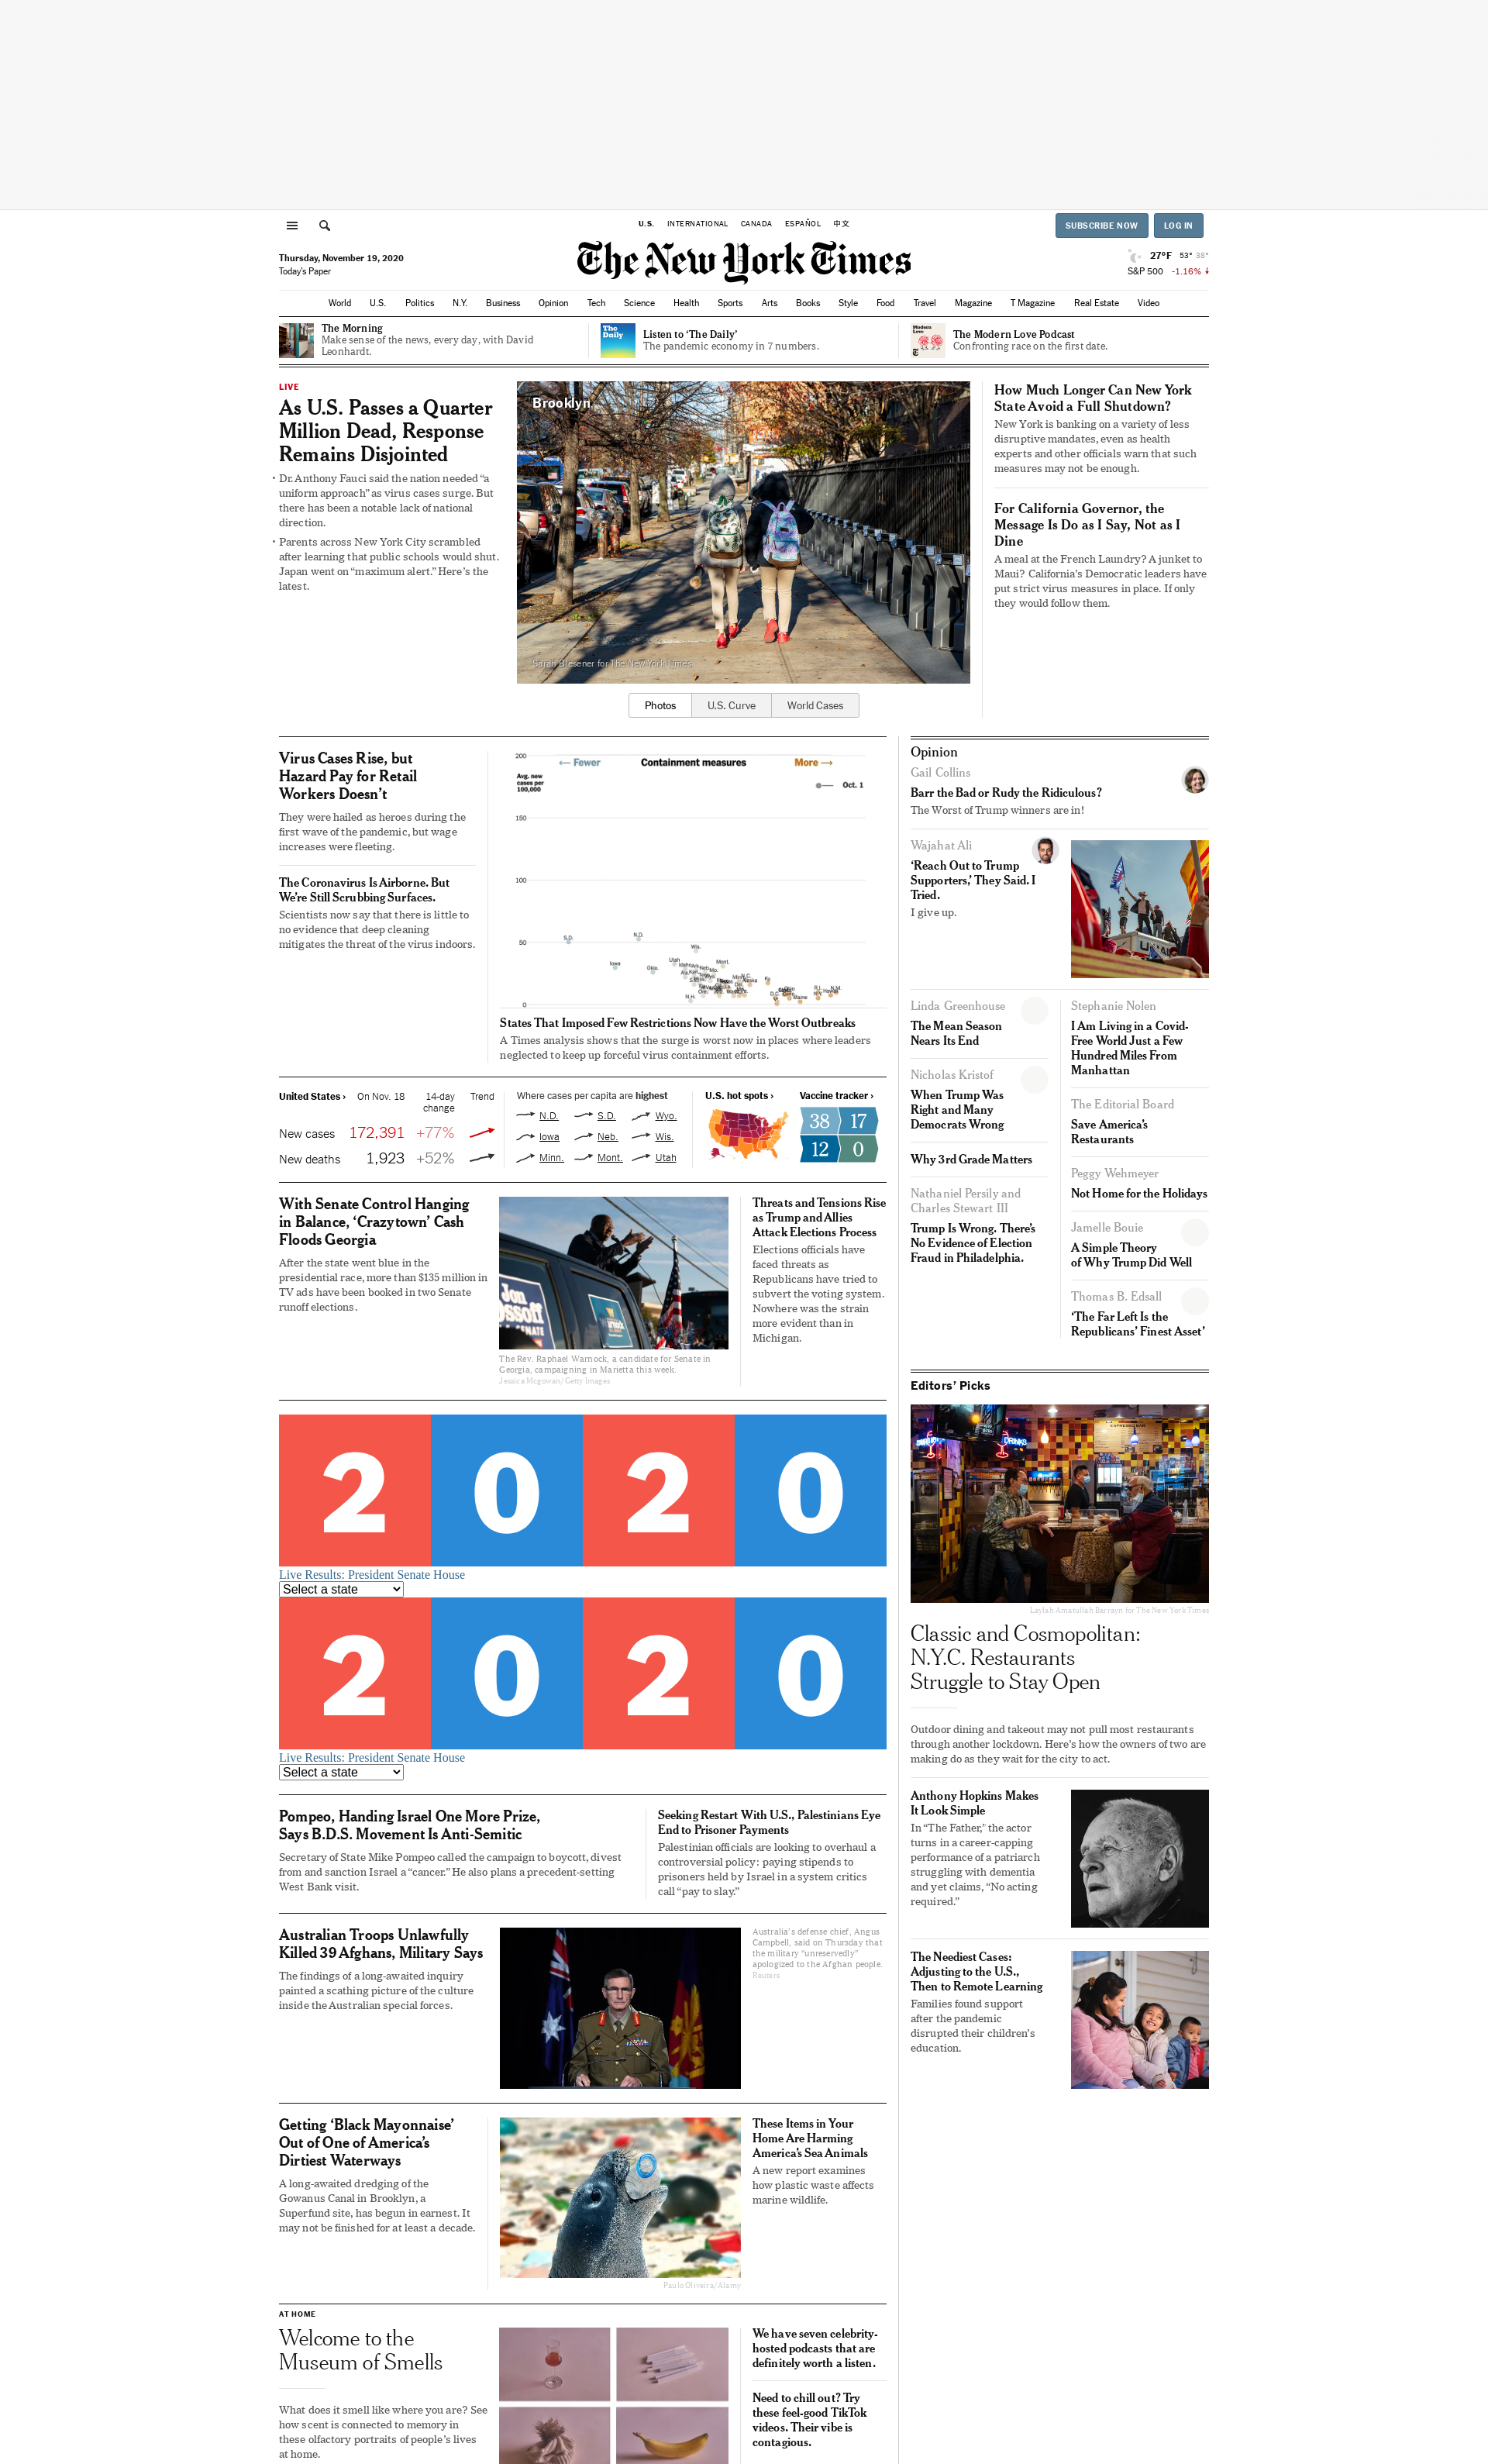 U.S. INTERNATIONAL CANADA ESPAÑOL 中文
SUBSCRIBE NOW LOG IN
Thursday, November 19, 2020
Today's Paper
The New York Times
27°F 53° 38°
S&P 500 -1.16%
World U.S. Politics N.Y. Business Opinion Tech Science Health Sports Arts Books Style Food Travel Magazine T Magazine Real Estate Video
The Morning
Make sense of the news, every day, with David
Leonhardt.
The
Daily
Listen to ‘The Daily’
The pandemic economy in 7 numbers.
Modern
Love
The Modern Love Podcast
Confronting race on the first date.
LIVE
As U.S. Passes a Quarter
Million Dead, Response
Remains Disjointed
Dr. Anthony Fauci said the nation needed “a
uniform approach” as virus cases surge. But
there has been a notable lack of national
direction.
Parents across New York City scrambled
after learning that public schools would shut.
Japan went on “maximum alert.” Here’s the
latest.
Brooklyn
Sarah Blesener for The New York Times
Photos U.S. Curve World Cases
How Much Longer Can New York
State Avoid a Full Shutdown?
New York is banking on a variety of less
disruptive mandates, even as health
experts and other officials warn that such
measures may not be enough.
For California Governor, the
Message Is Do as I Say, Not as I
Dine
A meal at the French Laundry? A junket to
Maui? California’s Democratic leaders have
put strict virus measures in place. If only
they would follow them.
Virus Cases Rise, but
Hazard Pay for Retail
Workers Doesn’t
They were hailed as heroes during the
first wave of the pandemic, but wage
increases were fleeting.
The Coronavirus Is Airborne. But
We’re Still Scrubbing Surfaces.
Scientists now say that there is little to
no evidence that deep cleaning
mitigates the threat of the virus indoors.
200
← Fewer Containment measures More →
Avg. new
cases per
100,000
Oct. 1
150
100
50
0
S.D.
N.D.
Wis.
Iowa
Okla.
Utah
Mont.
N.H.
Maine
N.M.
States That Imposed Few Restrictions Now Have the Worst Outbreaks
A Times analysis shows that the surge is worst now in places where leaders
neglected to keep up forceful virus containment efforts.
United States › On Nov. 18 14-day
change Trend
New cases 172,391 +77%
New deaths 1,923 +52%
Where cases per capita are highest
N.D. S.D. Wyo.
Iowa Neb. Wis.
Minn. Mont. Utah
U.S. hot spots ›
Vaccine tracker ›
38 17
12 0
With Senate Control Hanging
in Balance, ‘Crazytown’ Cash
Floods Georgia
After the state went blue in the
presidential race, more than $135 million in
TV ads have been booked in two Senate
runoff elections.
Jon
The Rev. Raphael Warnock, a candidate for Senate in
Georgia, campaigning in Marietta this week.
Jessica Mcgowan/Getty Images
Threats and Tensions Rise
as Trump and Allies
Attack Elections Process
Elections officials have
faced threats as
Republicans have tried to
subvert the voting system.
Nowhere was the strain
more evident than in
Michigan.
2020
Live Results: President Senate House
Select a state
2020
Live Results: President Senate House
Select a state
Pompeo, Handing Israel One More Prize,
Says B.D.S. Movement Is Anti-Semitic
Secretary of State Mike Pompeo called the campaign to boycott, divest
from and sanction Israel a “cancer.” He also plans a precedent-setting
West Bank visit.
Seeking Restart With U.S., Palestinians Eye
End to Prisoner Payments
Palestinian officials are looking to overhaul a
controversial policy: paying stipends to
prisoners held by Israel in a system critics
call “pay to slay.”
Australian Troops Unlawfully
Killed 39 Afghans, Military Says
The findings of a long-awaited inquiry
painted a scathing picture of the culture
inside the Australian special forces.
Australia’s defense chief, Angus
Campbell, said on Thursday that
the military “unreservedly”
apologized to the Afghan people.
Reuters
Getting ‘Black Mayonnaise’
Out of One of America’s
Dirtiest Waterways
A long-awaited dredging of the
Gowanus Canal in Brooklyn, a
Superfund site, has begun in earnest. It
may not be finished for at least a decade.
Paulo Oliveira/Alamy
These Items in Your
Home Are Harming
America’s Sea Animals
A new report examines
how plastic waste affects
marine wildlife.
AT HOME
Welcome to the
Museum of Smells
What does it smell like where you are? See
how scent is connected to memory in
these olfactory portraits of people’s lives
at home.
We have seven celebrity-
hosted podcasts that are
definitely worth a listen.
Need to chill out? Try
these feel-good TikTok
videos. Their vibe is
contagious.
Opinion
Gail Collins
Barr the Bad or Rudy the Ridiculous?
The Worst of Trump winners are in!
Wajahat Ali
‘Reach Out to Trump
Supporters,’ They Said. I
Tried.
I give up.
Linda Greenhouse
The Mean Season
Nears Its End
Nicholas Kristof
When Trump Was
Right and Many
Democrats Wrong
Why 3rd Grade Matters
Nathaniel Persily and
Charles Stewart III
Trump Is Wrong. There’s
No Evidence of Election
Fraud in Philadelphia.
Stephanie Nolen
I Am Living in a Covid-
Free World Just a Few
Hundred Miles From
Manhattan
The Editorial Board
Save America’s
Restaurants
Peggy Wehmeyer
Not Home for the Holidays
Jamelle Bouie
A Simple Theory
of Why Trump Did Well
Thomas B. Edsall
‘The Far Left Is the
Republicans’ Finest Asset’
Editors’ Picks
DRINKS
Laylah Amatullah Barrayn for The New York Times
Classic and Cosmopolitan:
N.Y.C. Restaurants
Struggle to Stay Open
Outdoor dining and takeout may not pull most restaurants
through another lockdown. Here’s how the owners of two are
making do as they wait for the city to act.
Anthony Hopkins Makes
It Look Simple
In “The Father,” the actor
turns in a career-capping
performance of a patriarch
struggling with dementia
and yet claims, “No acting
required.”
The Neediest Cases:
Adjusting to the U.S.,
Then to Remote Learning
Families found support
after the pandemic
disrupted their children’s
education.